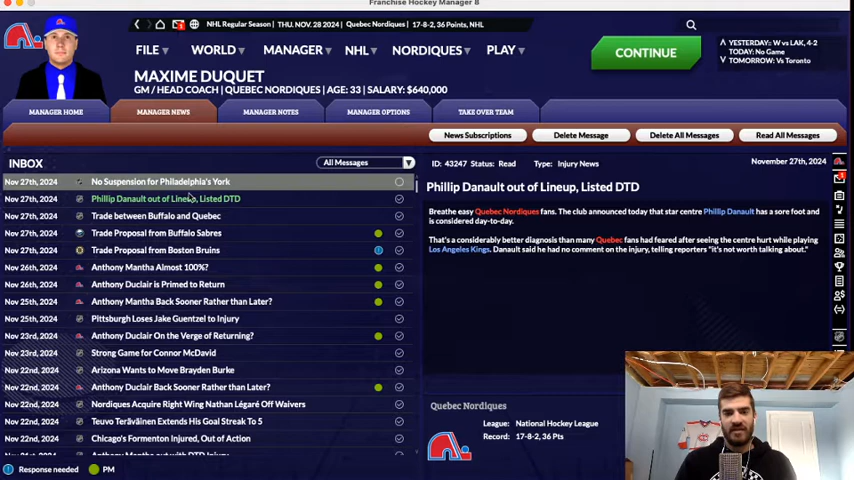 Franchise Hockey Manager 8
NHL Regular Season | THU. NOV. 28 2024 | Quebec Nordiques | 17-8-2, 36 Points, NHL
FILE WORLD MANAGER NHL NORDIQUES PLAY
CONTINUE
YESTERDAY: W vs LAK, 4-2
TODAY: No Game
TOMORROW: Vs Toronto
MAXIME DUQUET
GM / HEAD COACH | QUEBEC NORDIQUES | AGE: 33 | SALARY: $640,000
MANAGER HOME MANAGER NEWS MANAGER NOTES MANAGER OPTIONS TAKE OVER TEAM
News Subscriptions Delete Message Delete All Messages Read All Messages
INBOX All Messages
Nov 27th, 2024 No Suspension for Philadelphia's York
Nov 27th, 2024 Phillip Danault out of Lineup, Listed DTD
Nov 27th, 2024 Trade between Buffalo and Quebec
Nov 27th, 2024 Trade Proposal from Buffalo Sabres
Nov 27th, 2024 Trade Proposal from Boston Bruins
Nov 26th, 2024 Anthony Mantha Almost 100%?
Nov 26th, 2024 Anthony Duclair is Primed to Return
Nov 25th, 2024 Anthony Mantha Back Sooner Rather than Later?
Nov 25th, 2024 Pittsburgh Loses Jake Guentzel to Injury
Nov 23rd, 2024 Anthony Duclair On the Verge of Returning?
Nov 23rd, 2024 Strong Game for Connor McDavid
Nov 22nd, 2024 Arizona Wants to Move Brayden Burke
Nov 22nd, 2024 Anthony Duclair Back Sooner Rather than Later?
Nov 22nd, 2024 Nordiques Acquire Right Wing Nathan Légaré Off Waivers
Nov 22nd, 2024 Teuvo Teräväinen Extends His Goal Streak To 5
Nov 22nd, 2024 Chicago's Formenton Injured, Out of Action
Response needed PM
ID: 43247 Status: Read Type: Injury News November 27th, 2024
Phillip Danault out of Lineup, Listed DTD
Breathe easy Quebec Nordiques fans. The club announced today that star centre Phillip Danault has a sore foot and
is considered day-to-day.
That's a considerably better diagnosis than many Quebec fans had feared after seeing the centre hurt while playing
Los Angeles Kings. Danault said he had no comment on the injury, telling reporters "it's not worth talking about."
Quebec Nordiques
League: National Hockey League
Record: 17-8-2, 36 Pts